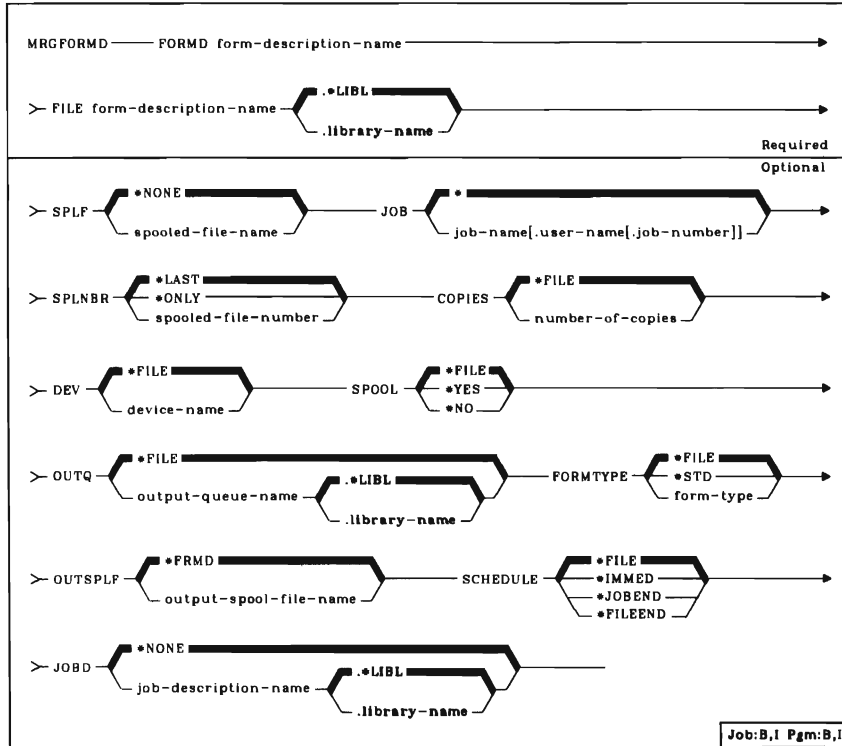 MRGFORMD FORMD form-description-name
.*LIBL
FILE form-description-name
.library-name
Required
Optional
*NONE *
SPLF JOB
spooled-file-name job-name[.user-name[.job-number]]
*LAST *FILE
SPLNBR *ONLY COPIES
spooled-file-number number-of-copies
*FILE *FILE
DEV SPOOL *YES
device-name *NO
*FILE *FILE
OUTQ .*LIBL FORMTYPE *STD
output-queue-name form-type
.library-name
*FRMD *FILE
OUTSPLF SCHEDULE *IMMED
output-spool-file-name *JOBEND
*FILEEND
*NONE
JOBD .*LIBL
job-description-name
.library-name
Job:B,I Pgm:B,I